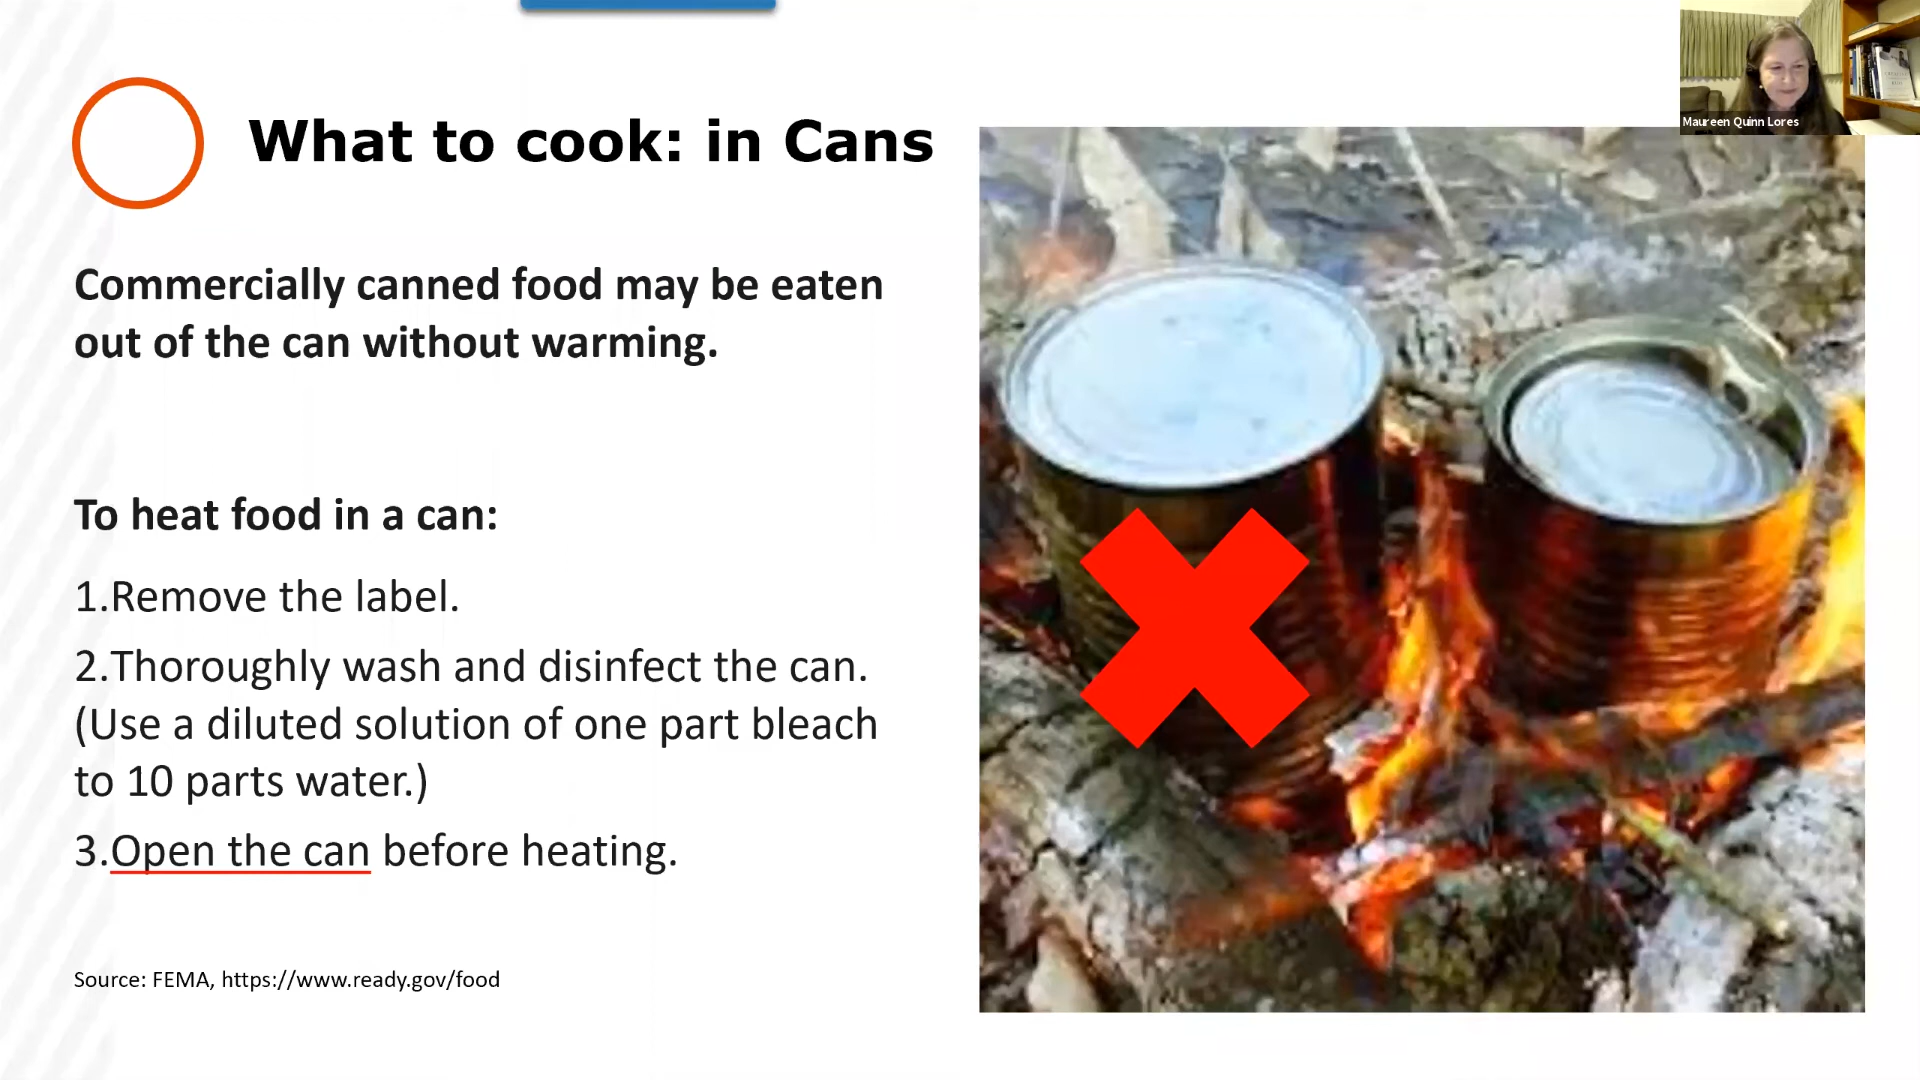 Maureen Quinn Lores
What to cook: in Cans
Commercially canned food may be eaten
out of the can without warming.
To heat food in a can:
1.Remove the label.
2.Thoroughly wash and disinfect the can.
(Use a diluted solution of one part bleach
to 10 parts water.)
3.Open the can before heating.
Source: FEMA, https://www.ready.gov/food